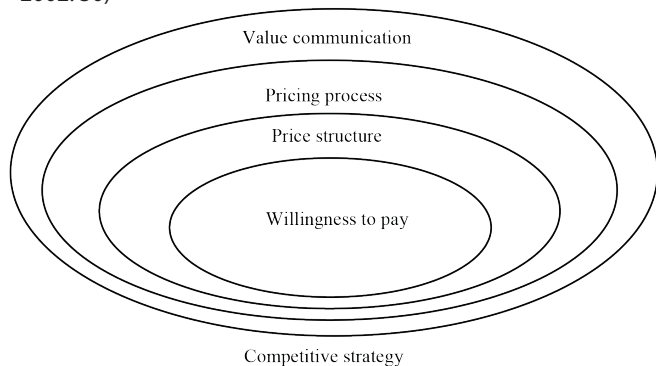 Value communication
Pricing process
Price structure
Willingness to pay
Competitive strategy